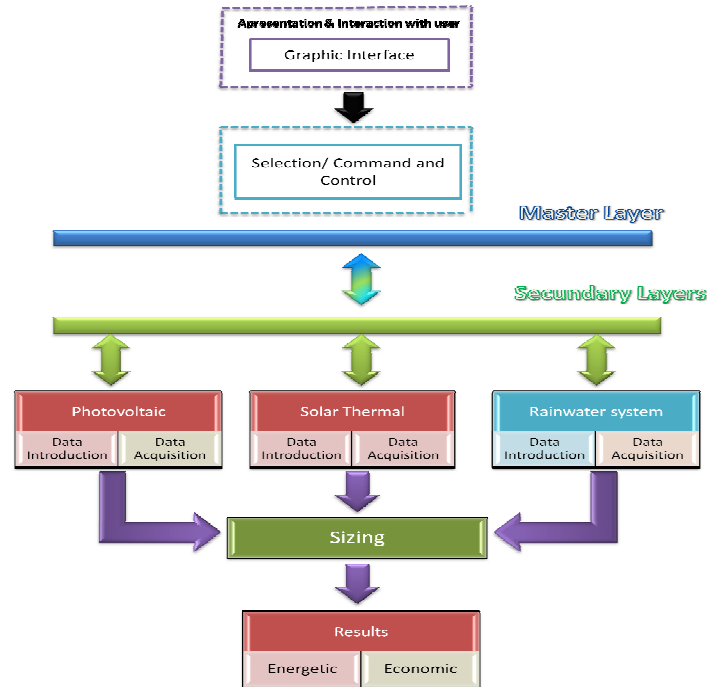 Apresentation & Interaction with user
Graphic Interface
Selection/ Command and
Control
Master Layer
Secundary Layers
Photovoltaic
Data
Introduction
Data
Acquisition
Solar Thermal
Data
Introduction
Data
Acquisition
Rainwater system
Data
Introduction
Data
Acquisition
Sizing
Results
Energetic
Economic